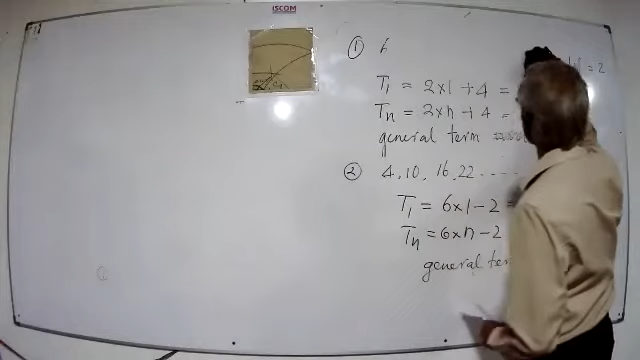 iSCOM
① 6
= 2
T₁ = 2×1 + 4 =
Tₙ = 2×n + 4 =
general term
② 4, 10, 16, 22 . . . .
T₁ = 6×1 − 2 =
Tₙ = 6×n − 2
general ter